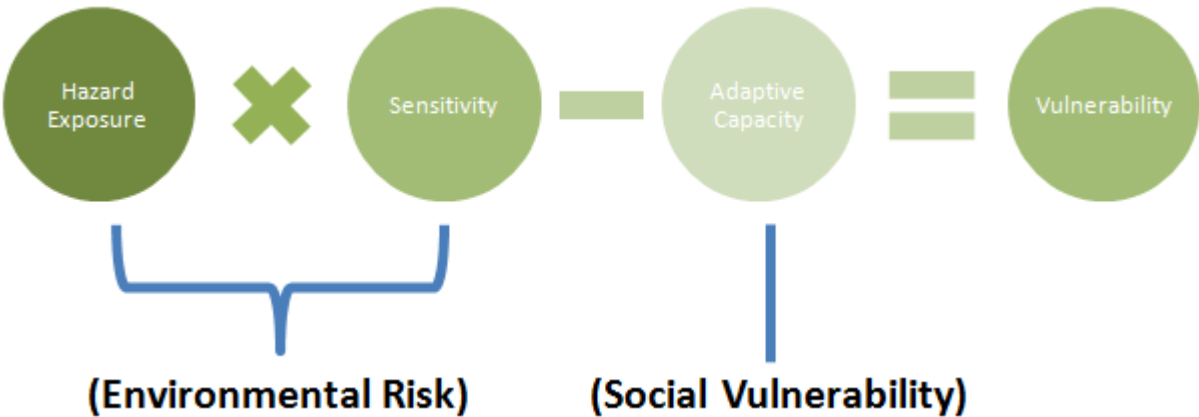 Hazard
Exposure
Sensitivity
Adaptive
Capacity
Vulnerability
(Environmental Risk)
(Social Vulnerability)